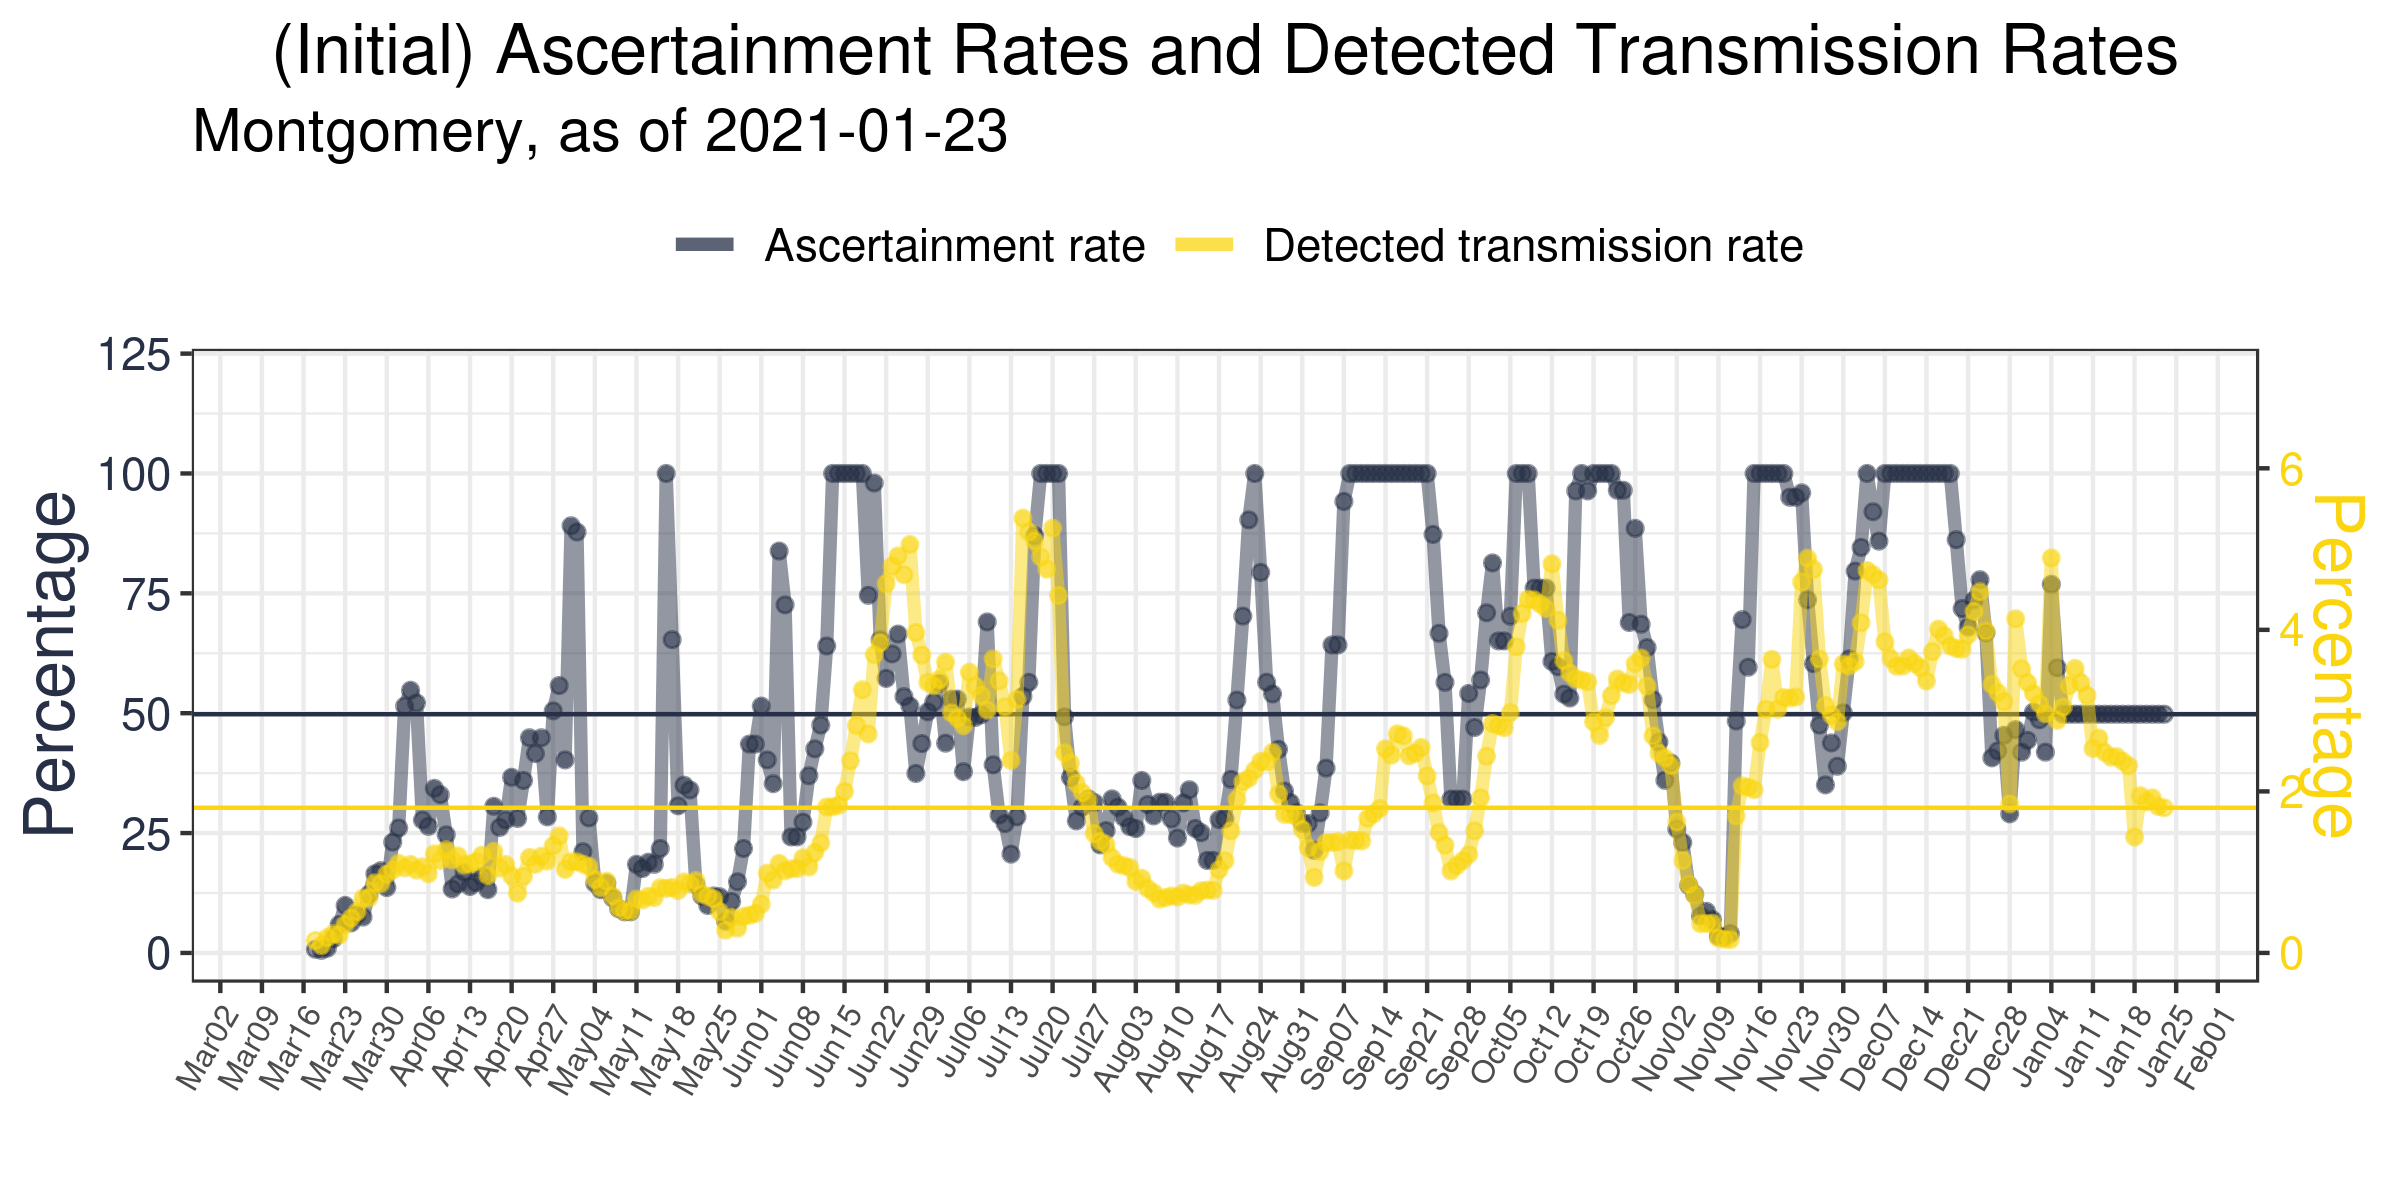 (Initial) Ascertainment Rates and Detected Transmission Rates
Montgomery, as of 2021-01-23
Ascertainment rate
Detected transmission rate
125
100
75
50
25
0
Percentage
6
4
2
0
Percentage
Mar02
Mar09
Mar16
Mar23
Mar30
Apr06
Apr13
Apr20
Apr27
May04
May11
May18
May25
Jun01
Jun08
Jun15
Jun22
Jun29
Jul06
Jul13
Jul20
Jul27
Aug03
Aug10
Aug17
Aug24
Aug31
Sep07
Sep14
Sep21
Sep28
Oct05
Oct12
Oct19
Oct26
Nov02
Nov09
Nov16
Nov23
Nov30
Dec07
Dec14
Dec21
Dec28
Jan04
Jan11
Jan18
Jan25
Feb01